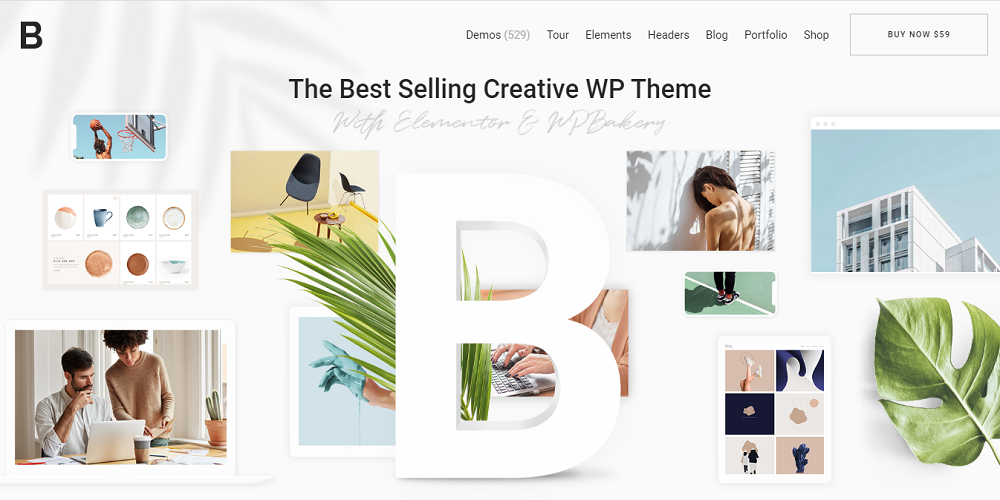 B
Demos (529) Tour Elements Headers Blog Portfolio Shop BUY NOW $59
The Best Selling Creative WP Theme
With Elementor & WPBakery
B